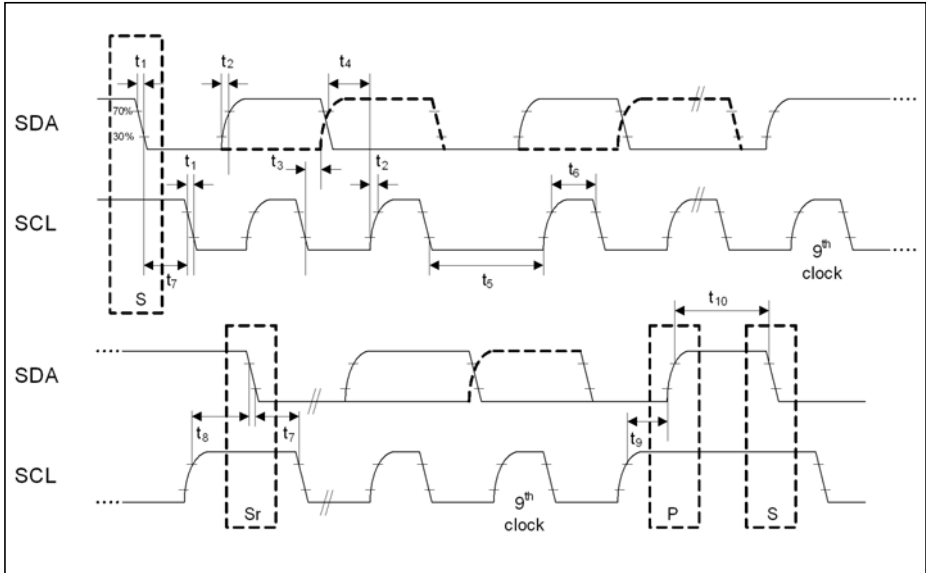 t1 t2 t4
70%
SDA
30%
t1 t3 t2 t6
SCL
9th
clock
t7 t5
S
t10
SDA
t8 t7 t9
SCL
9th
clock
Sr P S